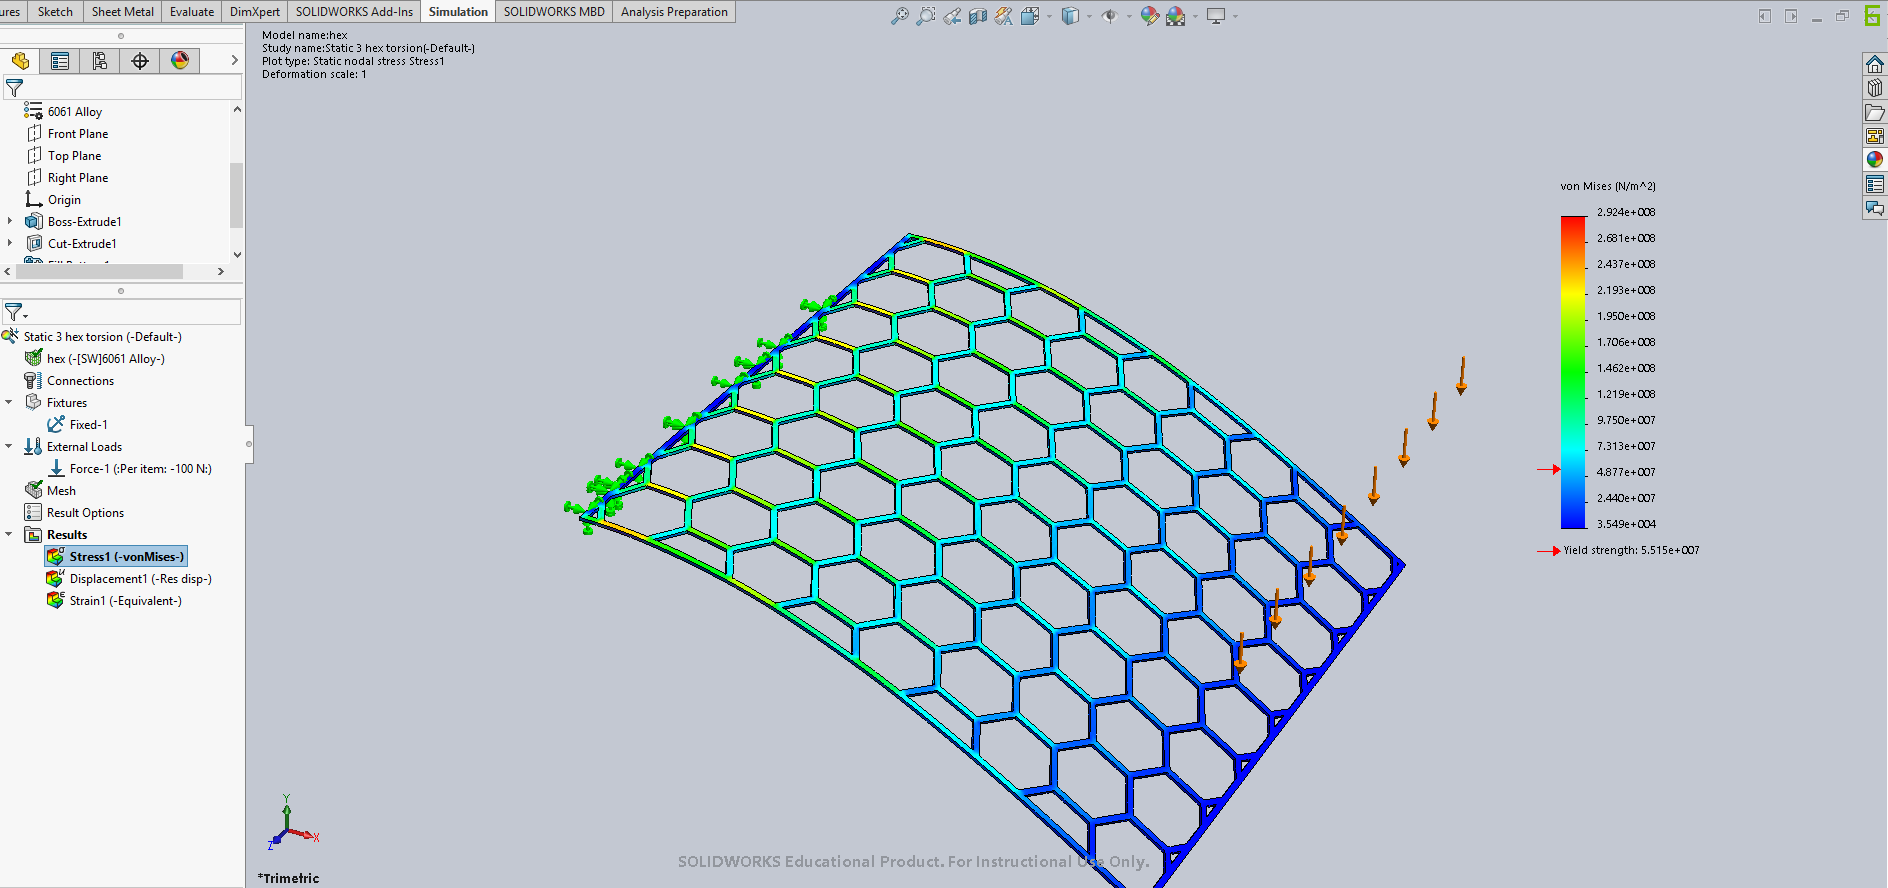 ures
Sketch
Sheet Metal
Evaluate
DimXpert
SOLIDWORKS Add-Ins
Simulation
SOLIDWORKS MBD
Analysis Preparation
Model name:hex
Study name:Static 3 hex torsion(-Default-)
Plot type: Static nodal stress Stress1
Deformation scale: 1
6061 Alloy
Front Plane
Top Plane
Right Plane
Origin
Boss-Extrude1
Cut-Extrude1
Static 3 hex torsion (-Default-)
hex (-[SW]6061 Alloy-)
Connections
Fixtures
Fixed-1
External Loads
Force-1 (:Per item: -100 N:)
Mesh
Result Options
Results
Stress1 (-vonMises-)
Displacement1 (-Res disp-)
Strain1 (-Equivalent-)
von Mises (N/m^2)
2.924e+008
2.681e+008
2.437e+008
2.193e+008
1.950e+008
1.706e+008
1.462e+008
1.219e+008
9.750e+007
7.313e+007
4.877e+007
2.440e+007
3.549e+004
Yield strength: 5.515e+007
Y
X
Z
SOLIDWORKS Educational Product. For Instructional Use Only.
*Trimetric